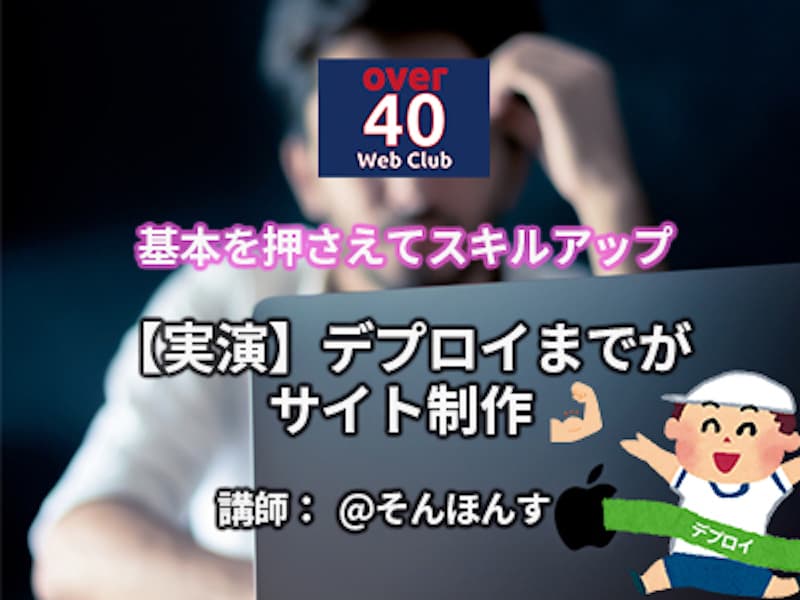 over
40
Web Club
基本を押さえてスキルアップ
【実演】デプロイまでが
サイト制作
講師： @そんほんす
デプロイ